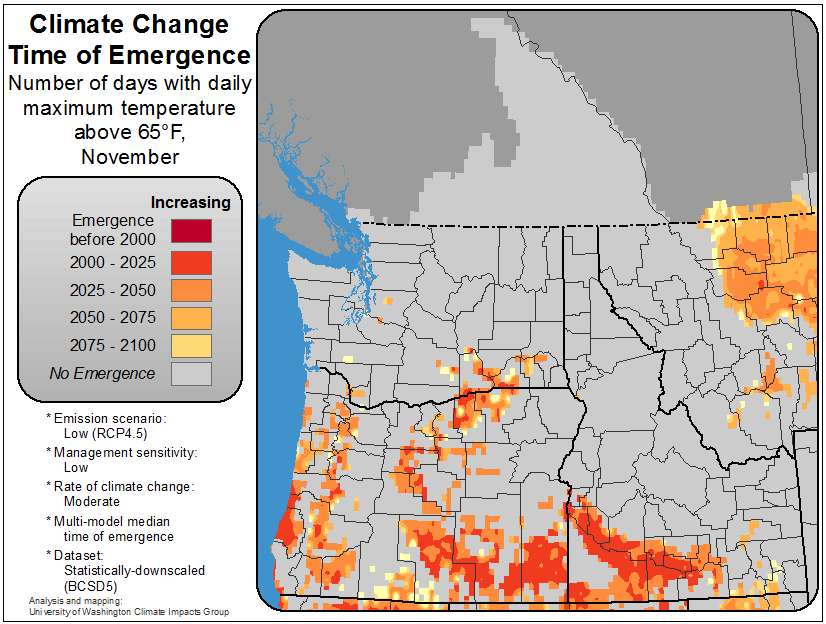 Climate Change
Time of Emergence
Number of days with daily
maximum temperature
above 65°F,
November
Increasing
Emergence
before 2000
2000 - 2025
2025 - 2050
2050 - 2075
2075 - 2100
No Emergence
* Emission scenario:
Low (RCP4.5)
* Management sensitivity:
Low
* Rate of climate change:
Moderate
* Multi-model median
time of emergence
* Dataset:
Statistically-downscaled
(BCSD5)
Analysis and mapping:
University of Washington Climate Impacts Group